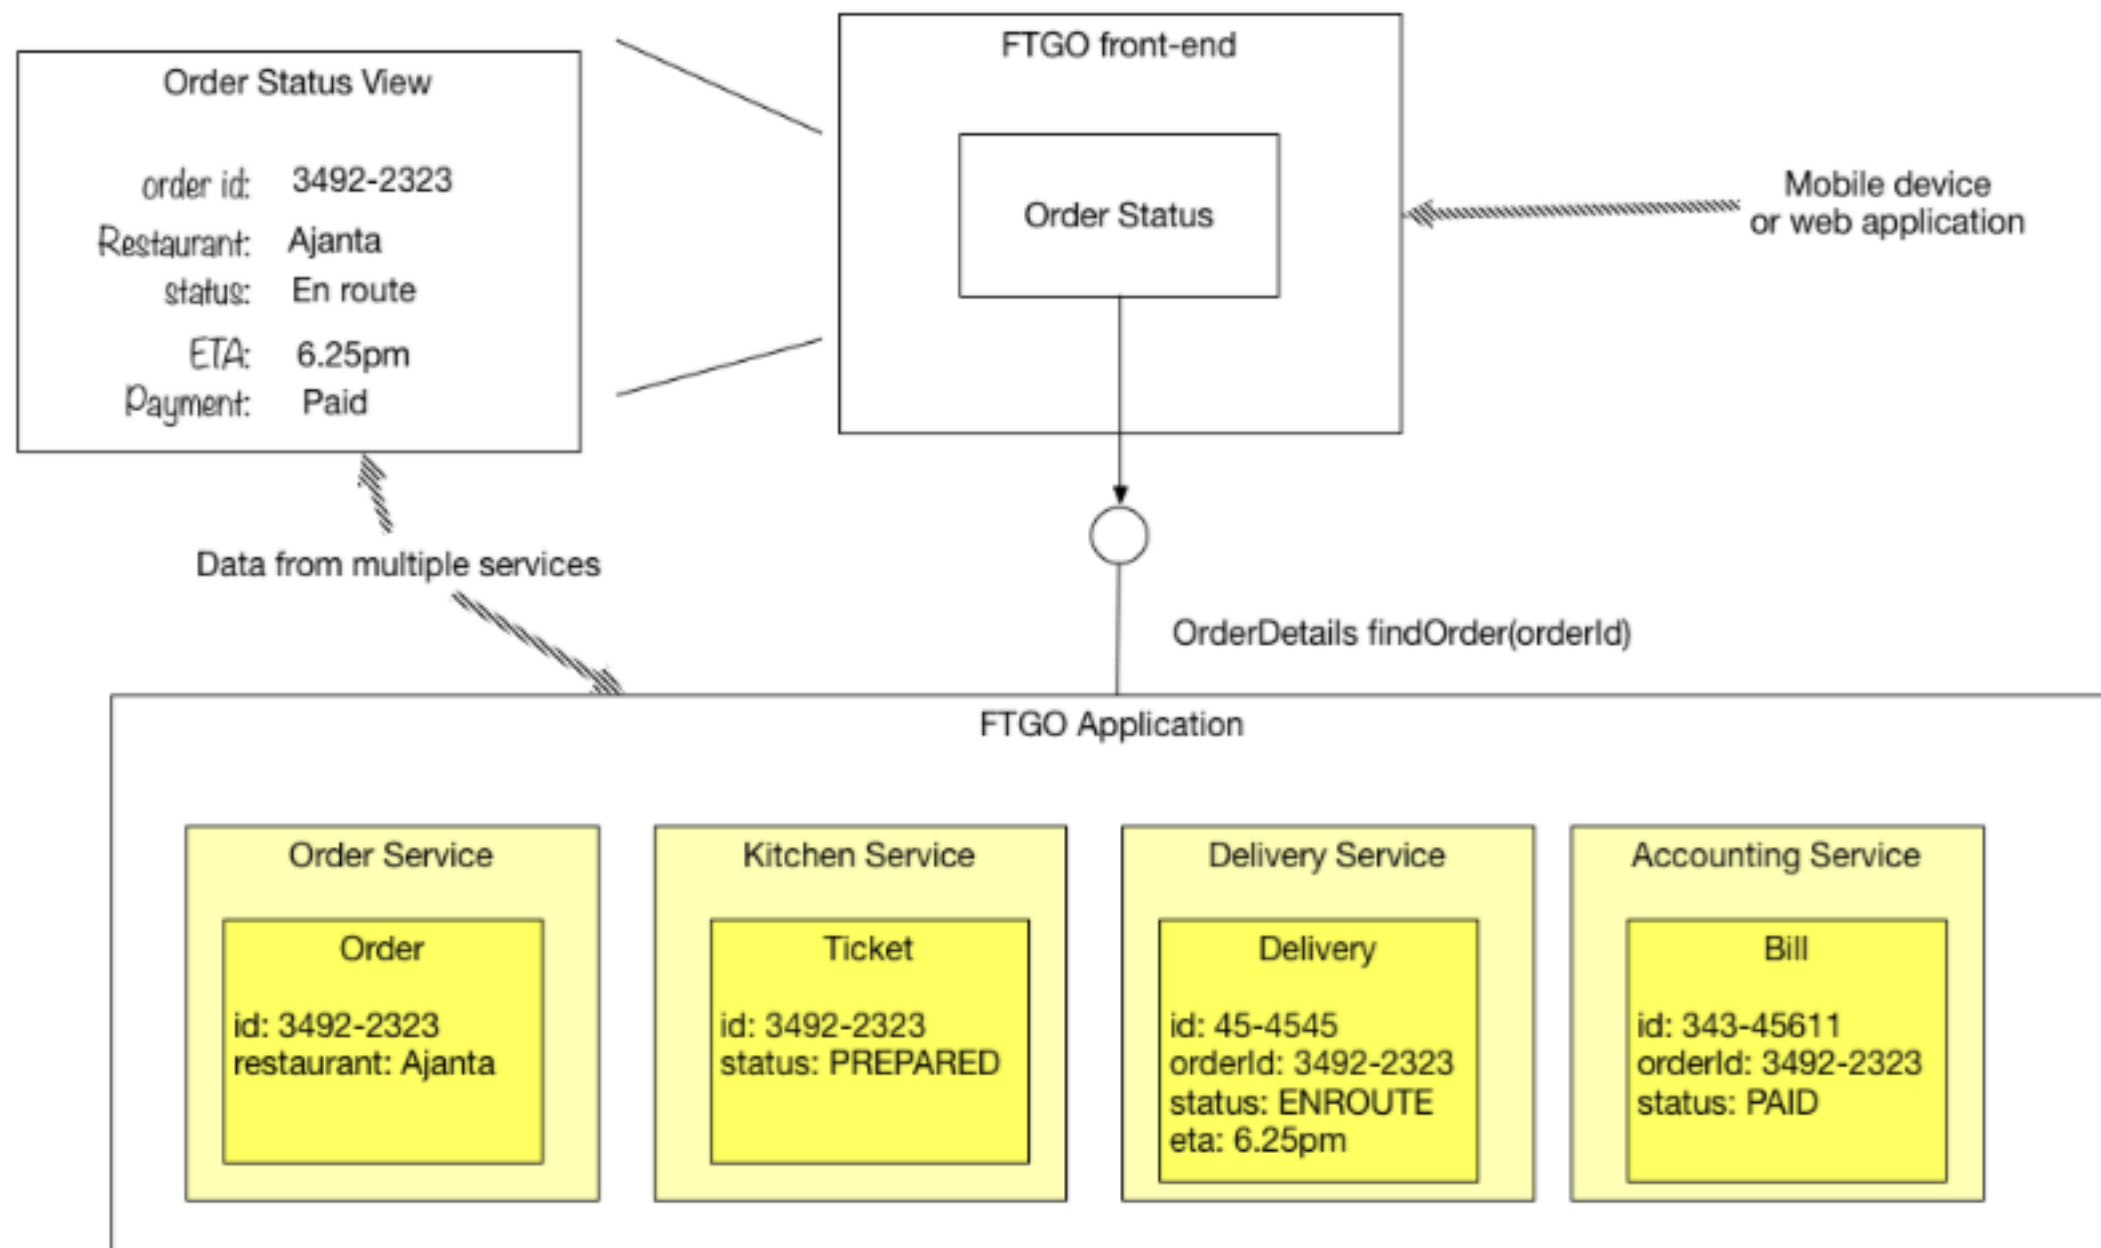 Order Status View
order id: 3492-2323
Restaurant: Ajanta
status: En route
ETA: 6.25pm
Payment: Paid
FTGO front-end
Order Status
Mobile device
or web application
Data from multiple services
OrderDetails findOrder(orderId)
FTGO Application
Order Service
Order
id: 3492-2323
restaurant: Ajanta
Kitchen Service
Ticket
id: 3492-2323
status: PREPARED
Delivery Service
Delivery
id: 45-4545
orderId: 3492-2323
status: ENROUTE
eta: 6.25pm
Accounting Service
Bill
id: 343-45611
orderId: 3492-2323
status: PAID